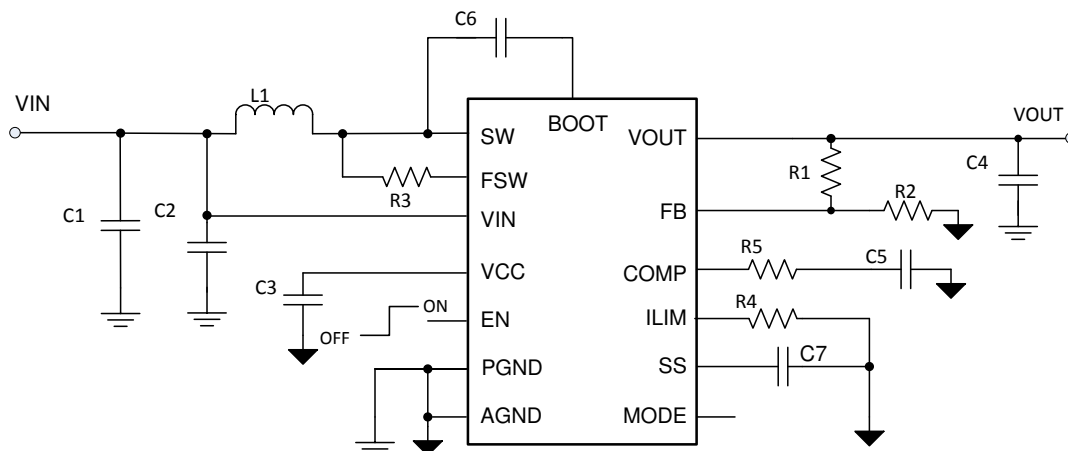 C6
VIN
L1
BOOT
VOUT
SW
VOUT
R1
C4
FSW
R3
R2
C1
C2
VIN
FB
VCC
COMP
R5
C5
C3
ON
OFF
EN
ILIM
R4
PGND
SS
C7
AGND
MODE